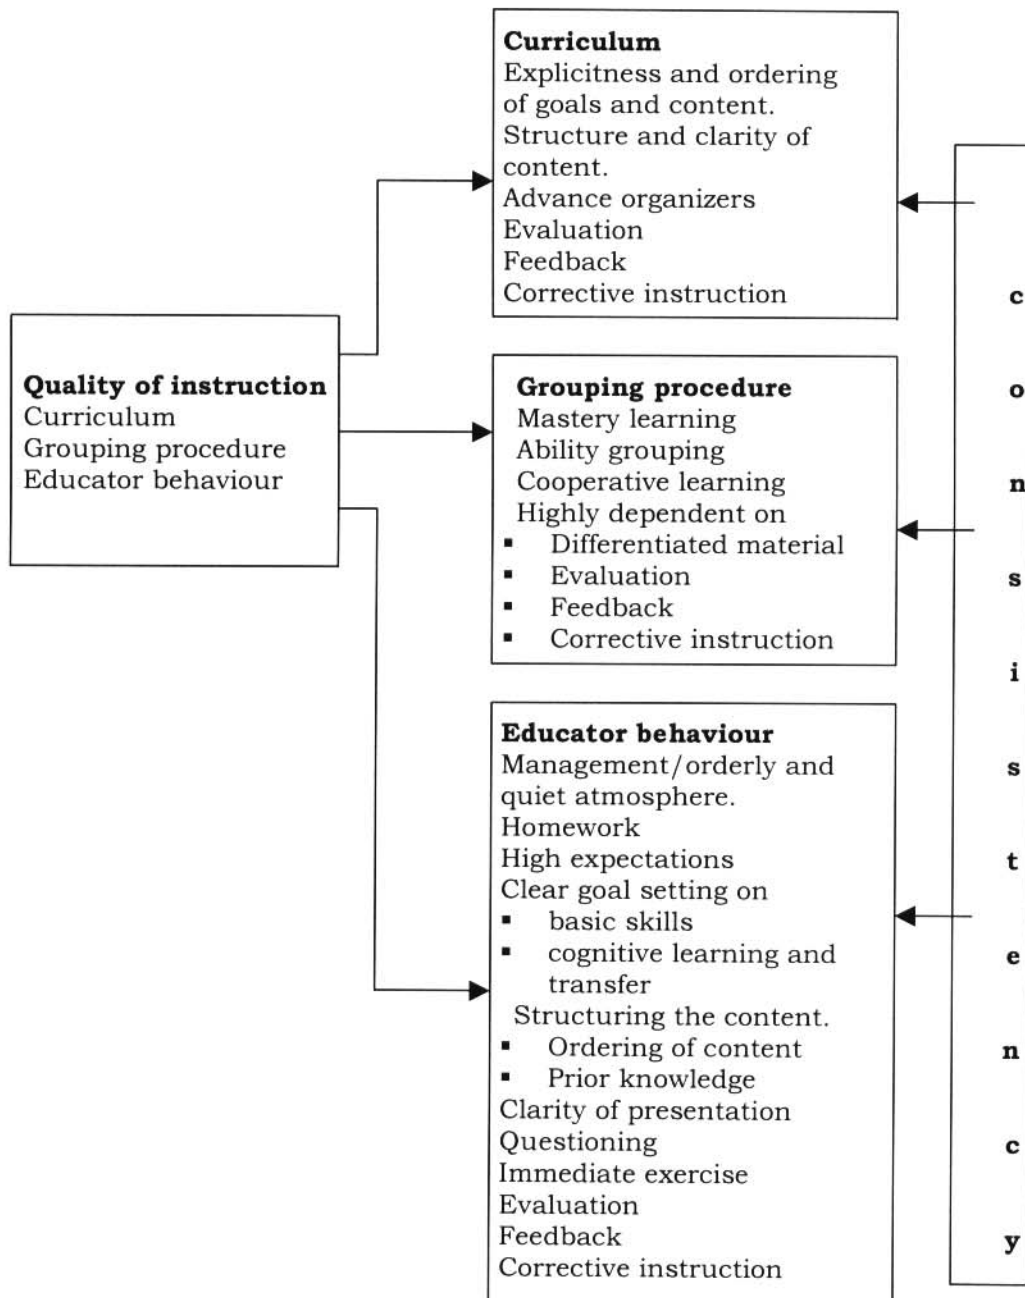 Curriculum
Explicitness and ordering
of goals and content.
Structure and clarity of
content.
Advance organizers
Evaluation
Feedback
Corrective instruction
Quality of instruction
Curriculum
Grouping procedure
Educator behaviour
Grouping procedure
Mastery learning
Ability grouping
Cooperative learning
Highly dependent on
▪ Differentiated material
▪ Evaluation
▪ Feedback
▪ Corrective instruction
Educator behaviour
Management/orderly and
quiet atmosphere.
Homework
High expectations
Clear goal setting on
▪ basic skills
▪ cognitive learning and
transfer
Structuring the content.
▪ Ordering of content
▪ Prior knowledge
Clarity of presentation
Questioning
Immediate exercise
Evaluation
Feedback
Corrective instruction
c
o
n
s
i
s
t
e
n
c
y